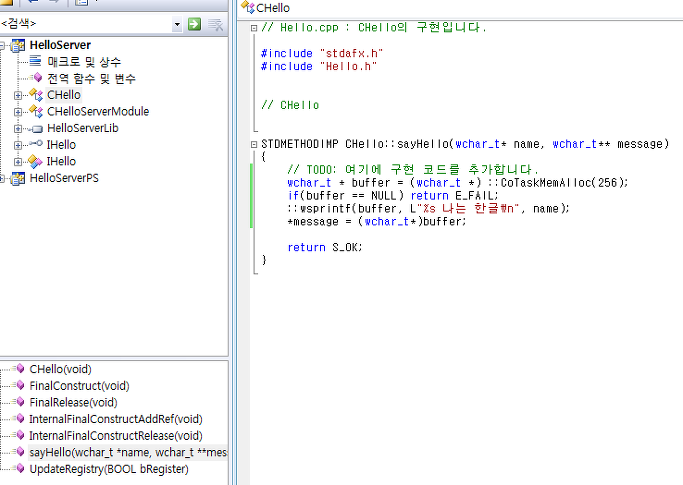 <검색>
HelloServer
매크로 및 상수
전역 함수 및 변수
CHello
CHelloServerModule
HelloServerLib
IHello
IHello
HelloServerPS
CHello(void)
FinalConstruct(void)
FinalRelease(void)
InternalFinalConstructAddRef(void)
InternalFinalConstructRelease(void)
sayHello(wchar_t *name, wchar_t **mes
UpdateRegistry(BOOL bRegister)
CHello
// Hello.cpp : CHello의 구현입니다.
#include "stdafx.h"
#include "Hello.h"
// CHello
STDMETHODIMP CHello::sayHello(wchar_t* name, wchar_t** message)
{
// TODO: 여기에 구현 코드를 추가합니다.
wchar_t * buffer = (wchar_t *) ::CoTaskMemAlloc(256);
if(buffer == NULL) return E_FAIL;
::wsprintf(buffer, L"%s 나는 한글₩n", name);
*message = (wchar_t*)buffer;
return S_OK;
}